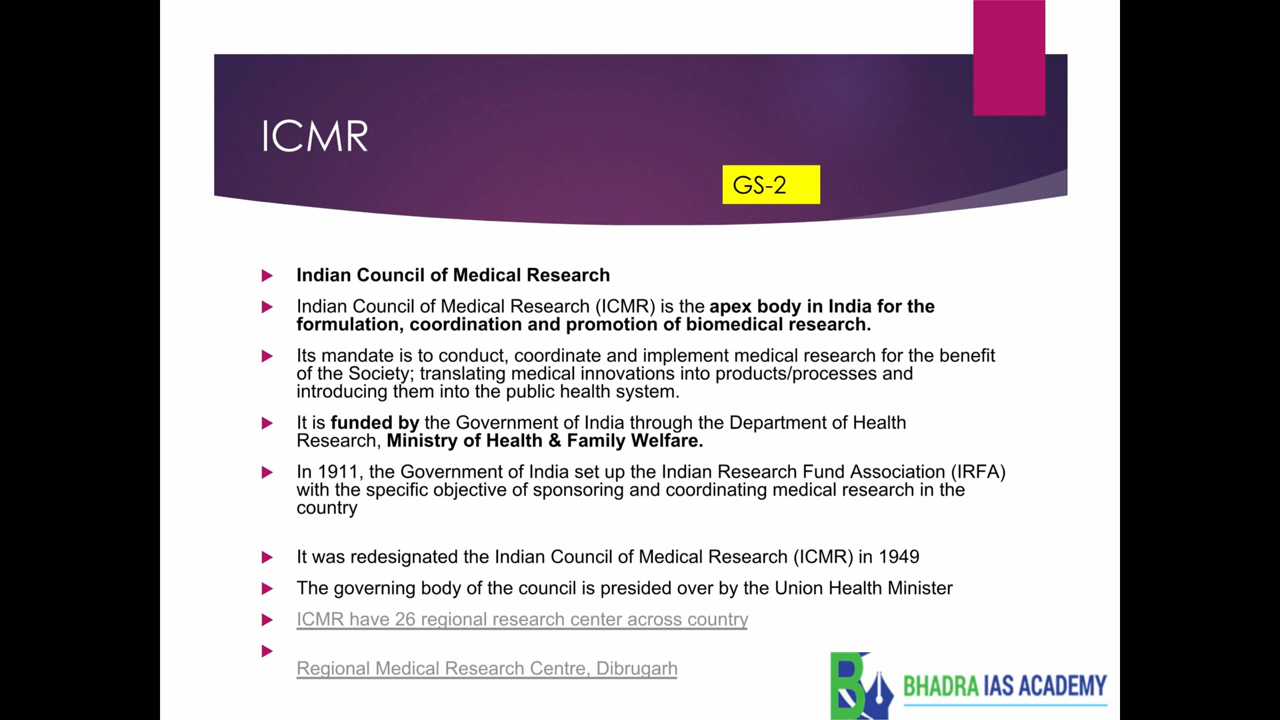 ICMR
GS-2
Indian Council of Medical Research
Indian Council of Medical Research (ICMR) is the apex body in India for the
formulation, coordination and promotion of biomedical research.
Its mandate is to conduct, coordinate and implement medical research for the benefit
of the Society; translating medical innovations into products/processes and
introducing them into the public health system.
It is funded by the Government of India through the Department of Health
Research, Ministry of Health & Family Welfare.
In 1911, the Government of India set up the Indian Research Fund Association (IRFA)
with the specific objective of sponsoring and coordinating medical research in the
country
It was redesignated the Indian Council of Medical Research (ICMR) in 1949
The governing body of the council is presided over by the Union Health Minister
ICMR have 26 regional research center across country
Regional Medical Research Centre, Dibrugarh
BHADRA IAS ACADEMY